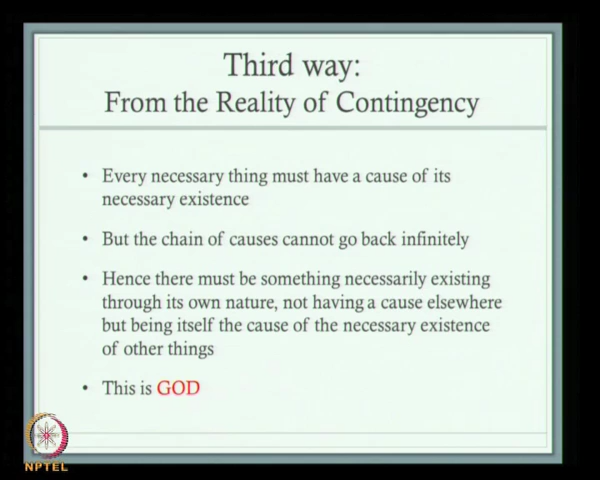 Third way:
From the Reality of Contingency
• Every necessary thing must have a cause of its
necessary existence
• But the chain of causes cannot go back infinitely
• Hence there must be something necessarily existing
through its own nature, not having a cause elsewhere
but being itself the cause of the necessary existence
of other things
• This is GOD
NPTEL